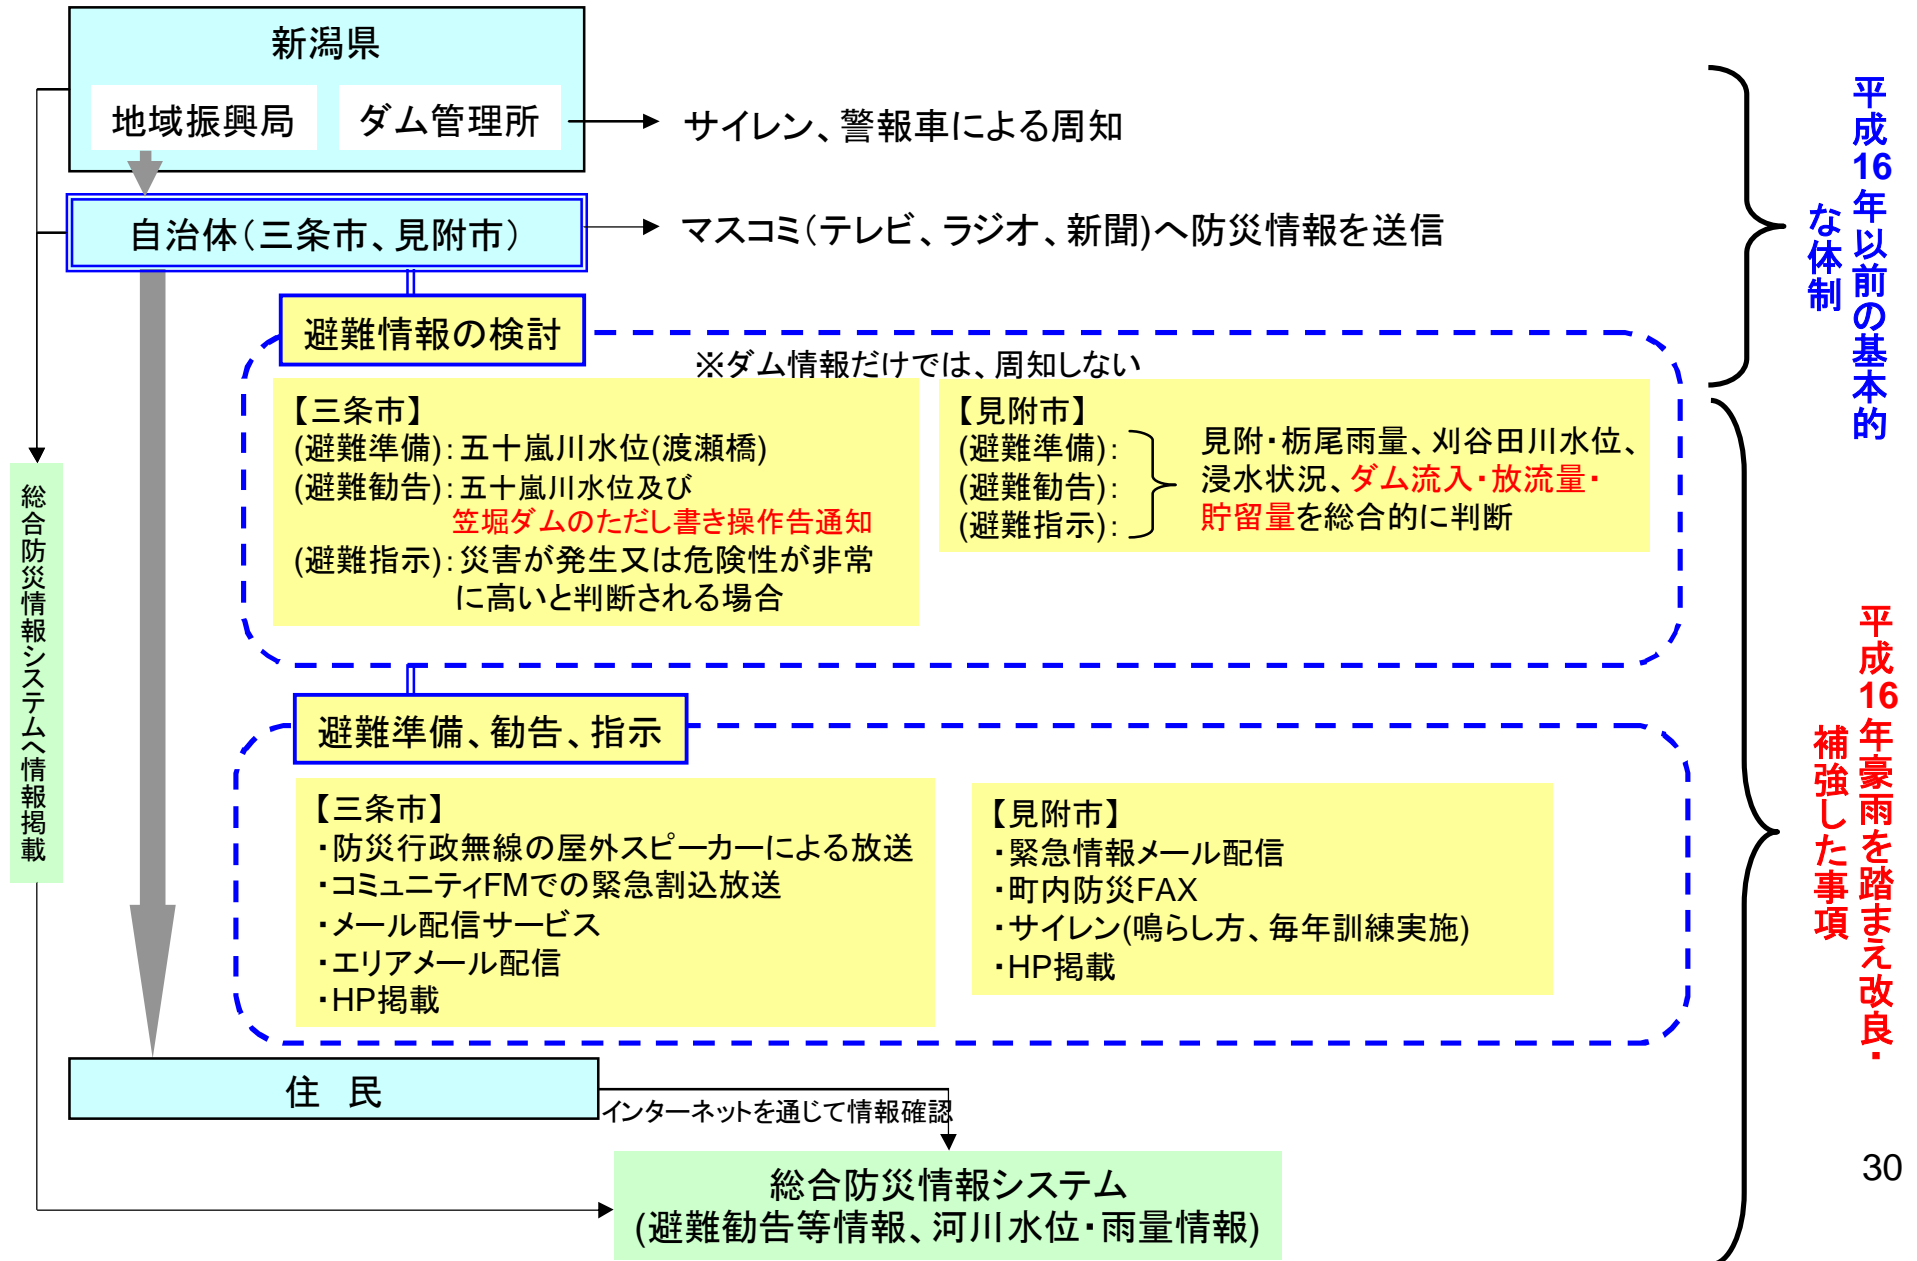 新潟県
地域振興局
ダム管理所
サイレン、警報車による周知
自治体(三条市、見附市)
マスコミ(テレビ、ラジオ、新聞)へ防災情報を送信
避難情報の検討
※ダム情報だけでは、周知しない
【三条市】
(避難準備):五十嵐川水位(渡瀬橋)
(避難勧告):五十嵐川水位及び
笠堀ダムのただし書き操作告通知
(避難指示):災害が発生又は危険性が非常
に高いと判断される場合
【見附市】
(避難準備):
(避難勧告):
(避難指示):
見附・栃尾雨量、刈谷田川水位、
浸水状況、ダム流入・放流量・
貯留量を総合的に判断
避難準備、勧告、指示
【三条市】
・防災行政無線の屋外スピーカーによる放送
・コミュニティFMでの緊急割込放送
・メール配信サービス
・エリアメール配信
・HP掲載
【見附市】
・緊急情報メール配信
・町内防災FAX
・サイレン(鳴らし方、毎年訓練実施)
・HP掲載
総合防災情報システムへ情報掲載
住 民
インターネットを通じて情報確認
総合防災情報システム
(避難勧告等情報、河川水位・雨量情報)
平成16年以前の基本的
な体制
平成16年豪雨を踏まえ改良・
補強した事項
30